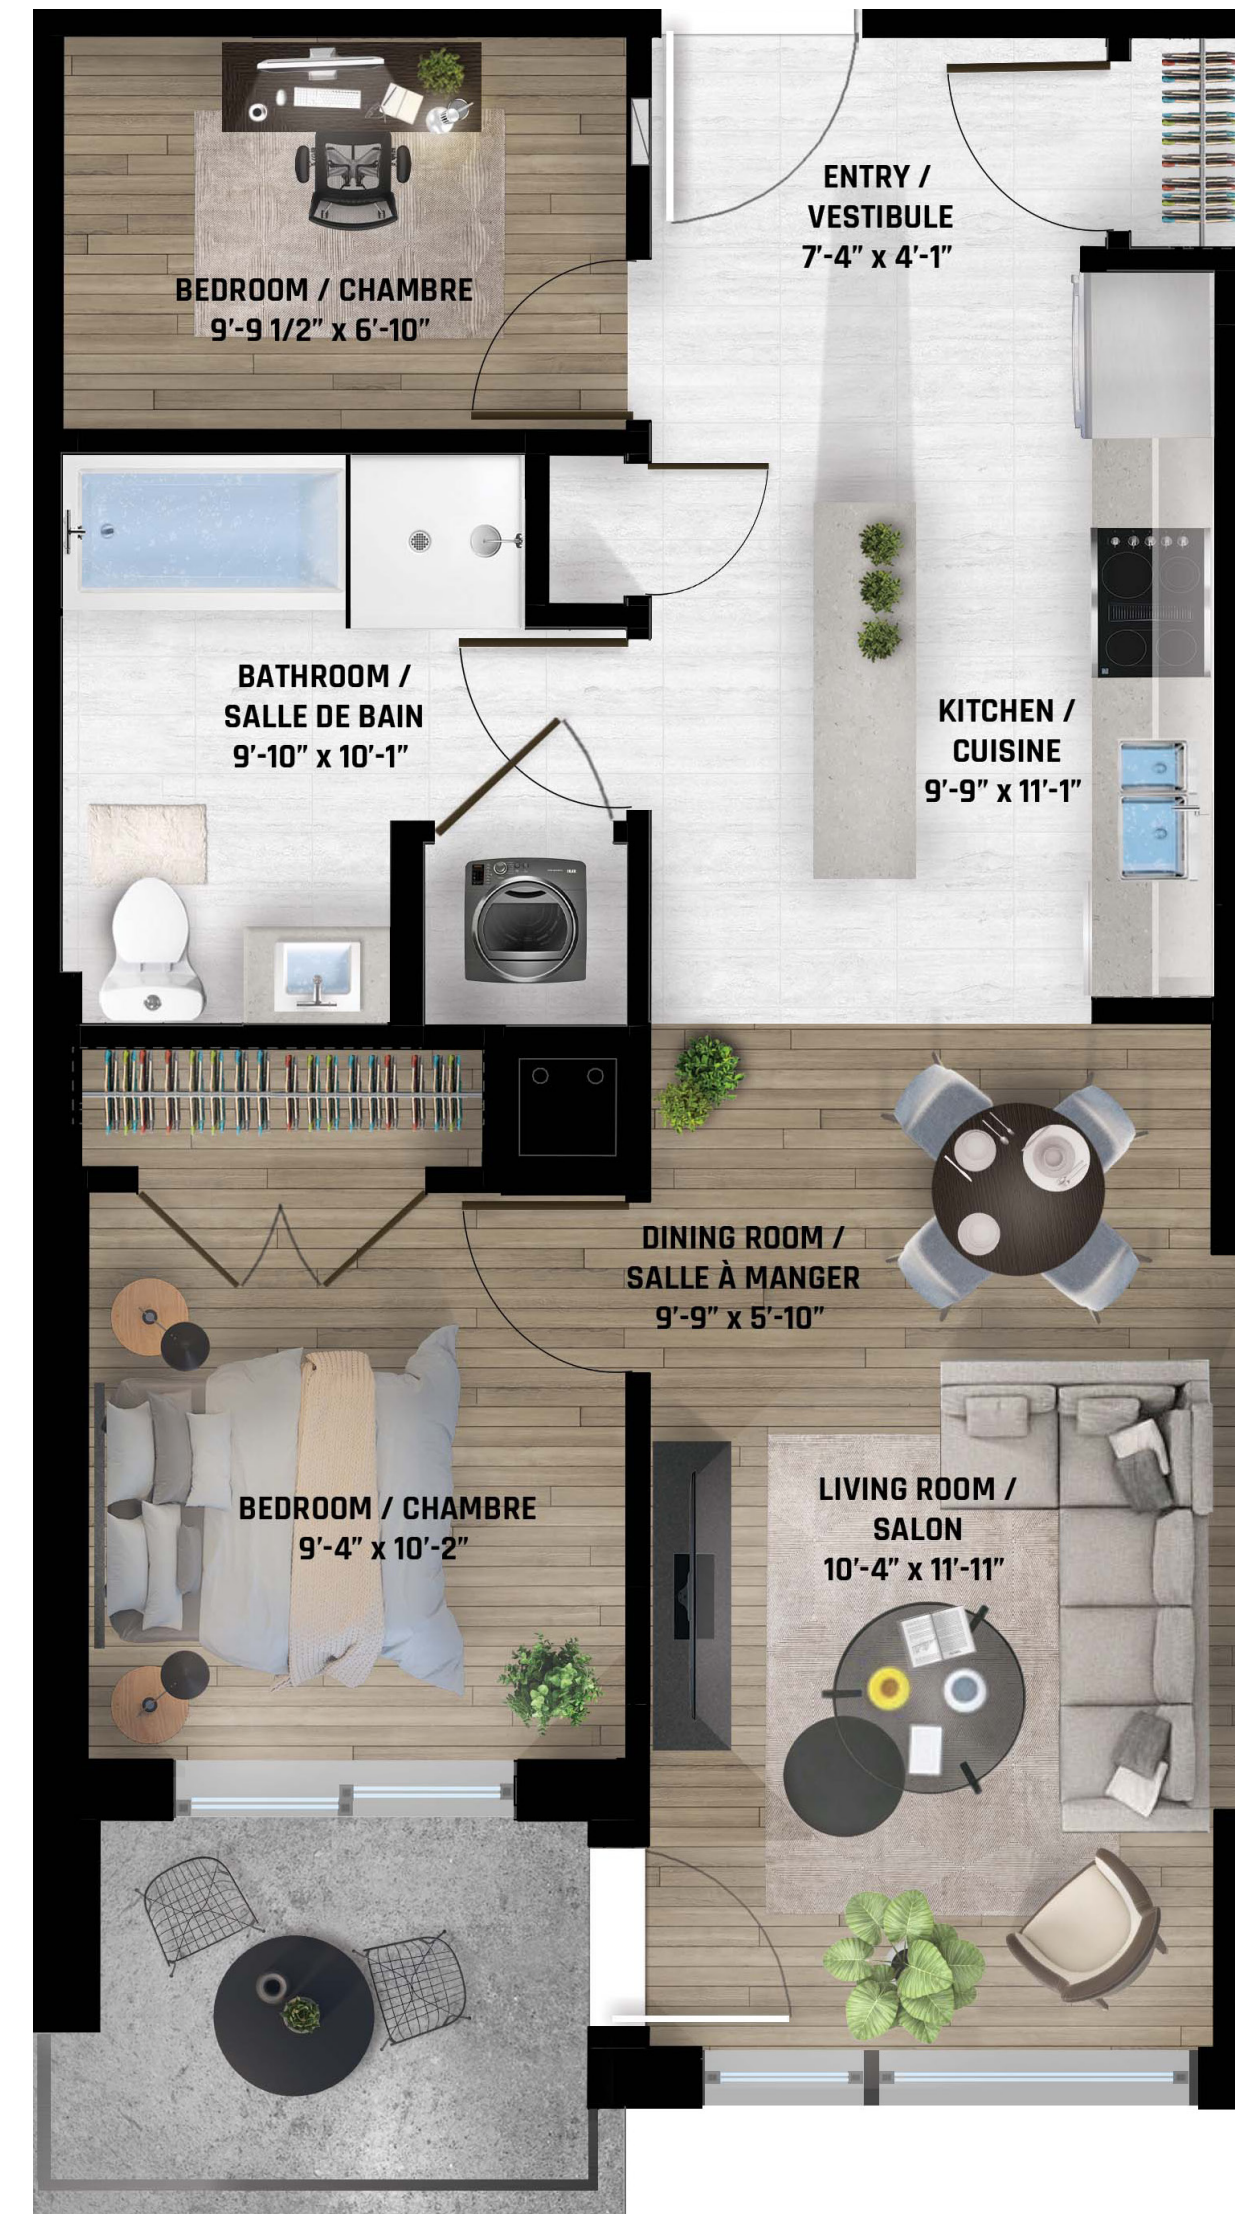 ENTRY /
VESTIBULE
7'-4" x 4'-1"
BEDROOM / CHAMBRE
9'-9 1/2" x 6'-10"
BATHROOM /
SALLE DE BAIN
9'-10" x 10'-1"
KITCHEN /
CUISINE
9'-9" x 11'-1"
DINING ROOM /
SALLE À MANGER
9'-9" x 5'-10"
BEDROOM / CHAMBRE
9'-4" x 10'-2"
LIVING ROOM /
SALON
10'-4" x 11'-11"